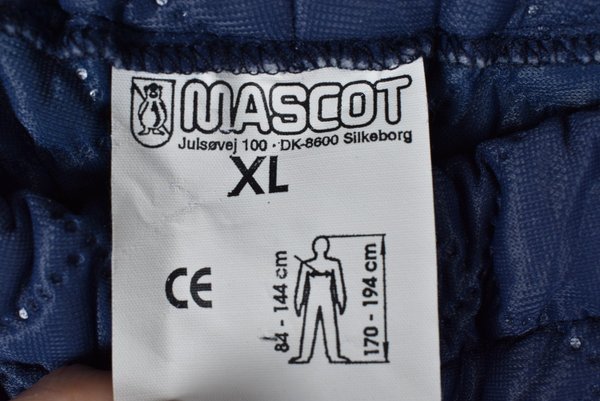 MASCOT
Julsøvej 100 · DK-8600 Silkeborg
XL
CE
84 - 144 cm
170 - 194 cm